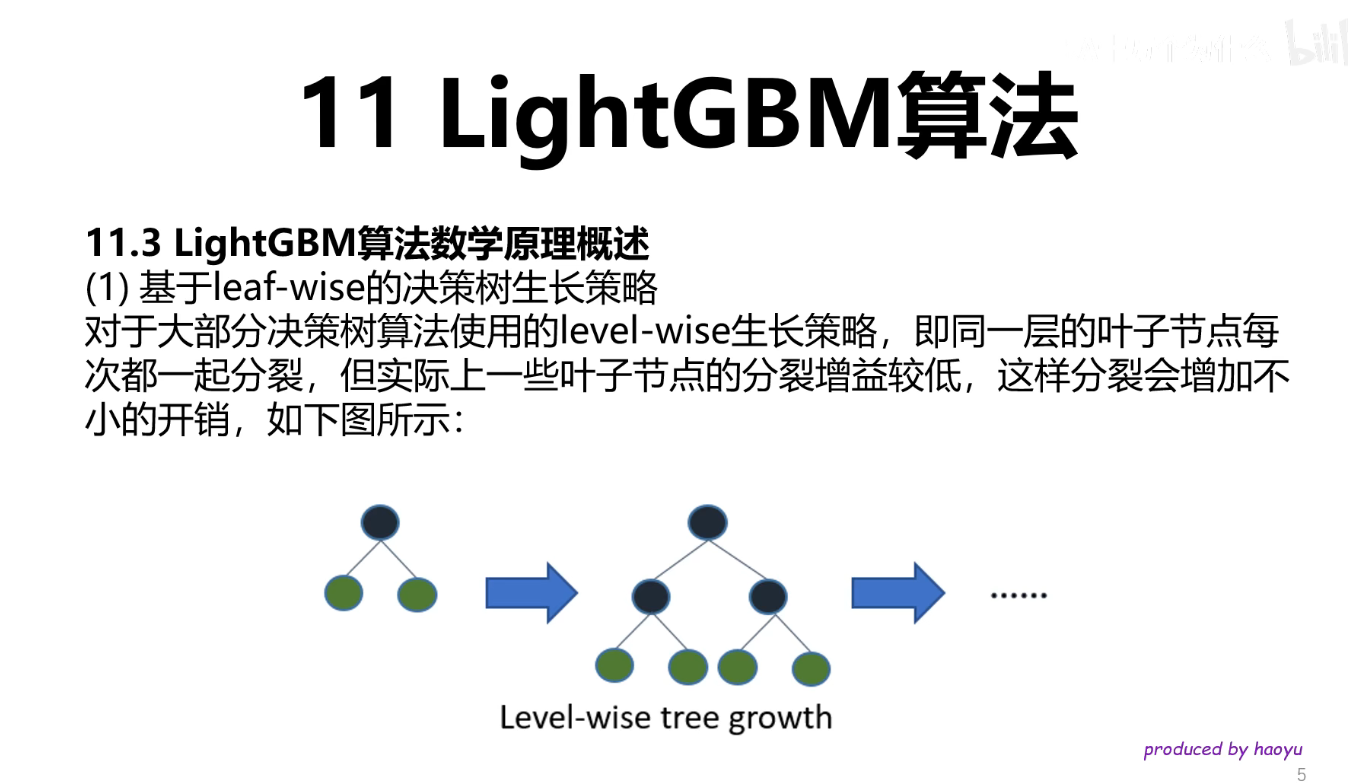 11 LightGBM算法
11.3 LightGBM算法数学原理概述
(1) 基于leaf-wise的决策树生长策略
对于大部分决策树算法使用的level-wise生长策略，即同一层的叶子节点每
次都一起分裂，但实际上一些叶子节点的分裂增益较低，这样分裂会增加不
小的开销，如下图所示：
......
Level-wise tree growth
produced by haoyu
5